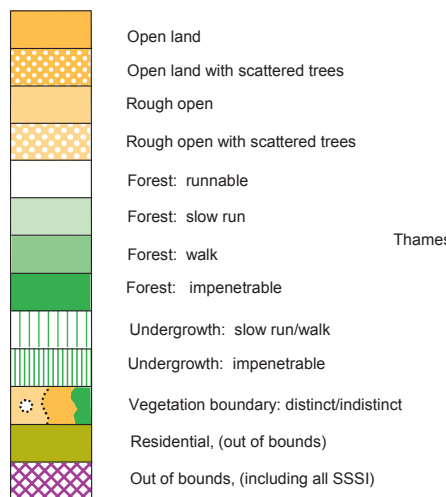 Open land
Open land with scattered trees
Rough open
Rough open with scattered trees
Forest: runnable
Forest: slow run
Forest: walk
Thames
Forest: impenetrable
Undergrowth: slow run/walk
Undergrowth: impenetrable
Vegetation boundary: distinct/indistinct
Residential, (out of bounds)
Out of bounds, (including all SSSI)